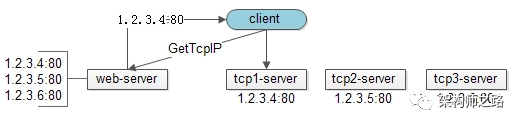 1.2.3.4:80
client
GetTcpIP
1.2.3.4:80
1.2.3.5:80
1.2.3.6:80
web-server
tcp1-server
tcp2-server
tcp3-server
1.2.3.4:80
1.2.3.5:80
架构师之路